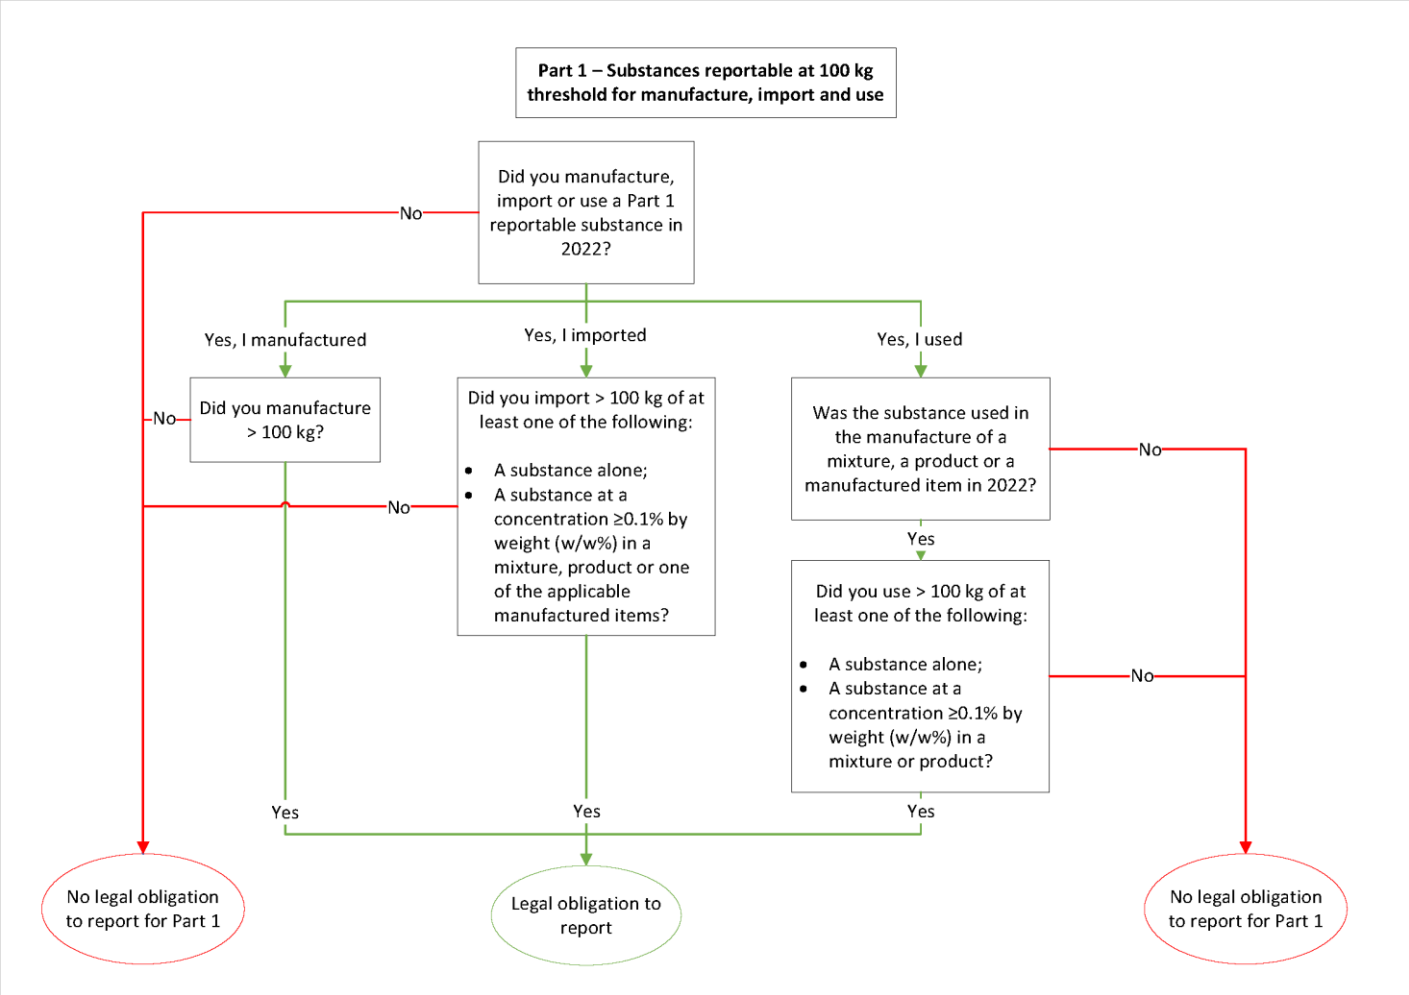 Part 1 – Substances reportable at 100 kg
threshold for manufacture, import and use
Did you manufacture,
import or use a Part 1
reportable substance in
2022?
No
Yes, I manufactured
Yes, I imported
Yes, I used
Did you manufacture
> 100 kg?
No
Did you import > 100 kg of at
least one of the following:
• A substance alone;
• A substance at a
concentration ≥0.1% by
weight (w/w%) in a
mixture, product or one
of the applicable
manufactured items?
No
Was the substance used in
the manufacture of a
mixture, a product or a
manufactured item in 2022?
No
Yes
Did you use > 100 kg of at
least one of the following:
• A substance alone;
• A substance at a
concentration ≥0.1% by
weight (w/w%) in a
mixture or product?
No
Yes
Yes
Yes
No legal obligation
to report for Part 1
Legal obligation to
report
No legal obligation
to report for Part 1